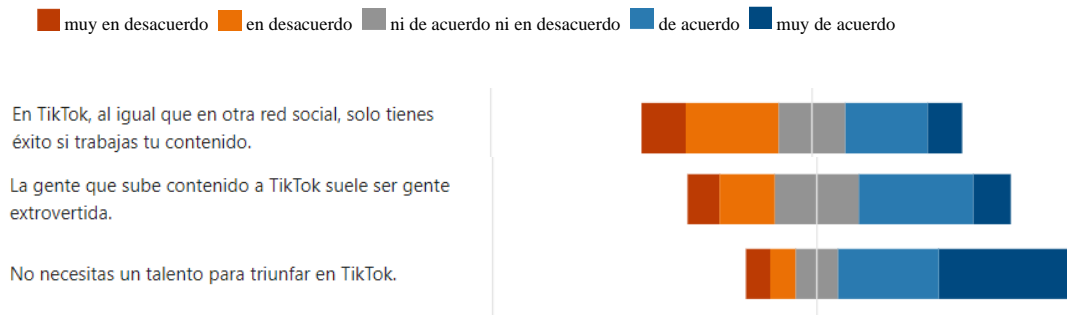 muy en desacuerdo en desacuerdo ni de acuerdo ni en desacuerdo de acuerdo muy de acuerdo
En TikTok, al igual que en otra red social, solo tienes
éxito si trabajas tu contenido.
La gente que sube contenido a TikTok suele ser gente
extrovertida.
No necesitas un talento para triunfar en TikTok.